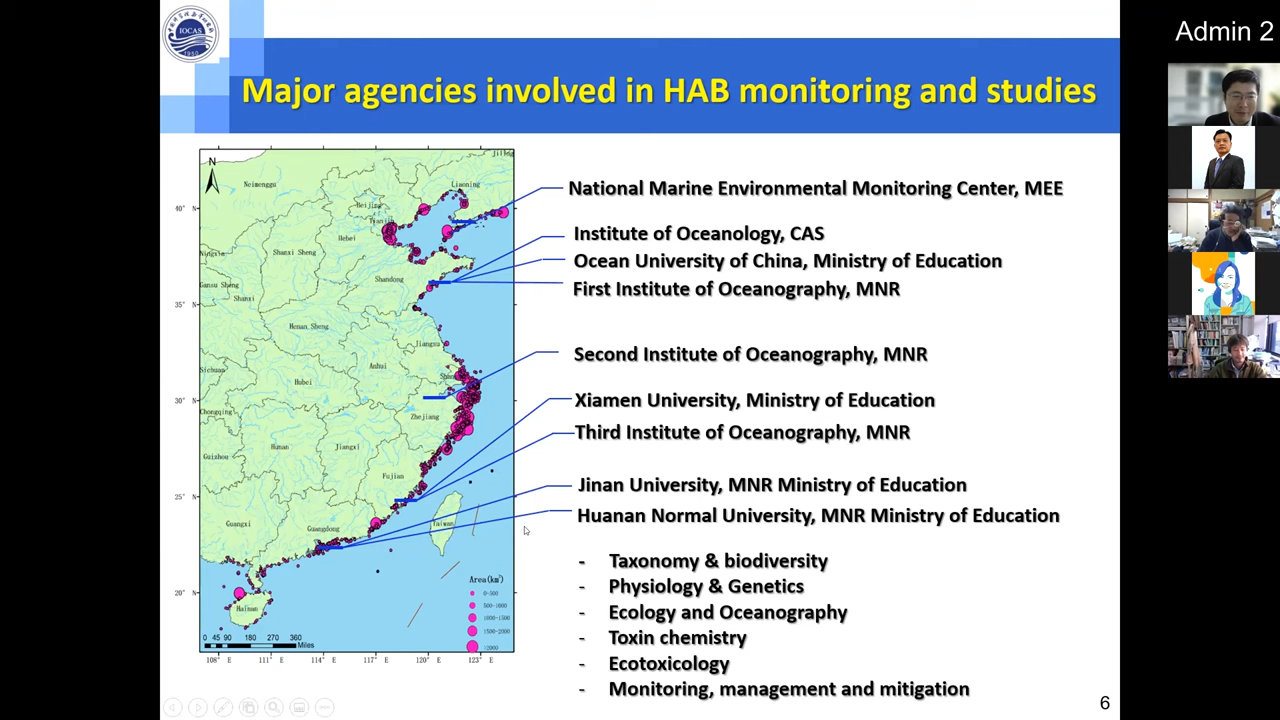 Admin 2
IOCAS
1950
Major agencies involved in HAB monitoring and studies
N
Jiling
Neimenggu
Liaoning
40°
Beijing
Tianjin
Hebei
Ningxia
Shanxi Sheng
Shandong
Gansu Sheng
Shanxi
35°
Henan Sheng
Jiangsu
Anhui
Sichuan
Hubei
30°
Chongqing
Zhejiang
Hunan
Jiangxi
Guizhou
Fujian
25°
Guangxi
Guangdong
Taiwan
20°
Hainan
Area(km²)
0-500
500-1000
1000-1500
1500-2000
>2000
0 45 90 180 270 360
Miles
108° E 111° E 114° E 117° E 120° E 123° E
National Marine Environmental Monitoring Center, MEE
Institute of Oceanology, CAS
Ocean University of China, Ministry of Education
First Institute of Oceanography, MNR
Second Institute of Oceanography, MNR
Xiamen University, Ministry of Education
Third Institute of Oceanography, MNR
Jinan University, MNR Ministry of Education
Huanan Normal University, MNR Ministry of Education
- Taxonomy & biodiversity
- Physiology & Genetics
- Ecology and Oceanography
- Toxin chemistry
- Ecotoxicology
- Monitoring, management and mitigation
6